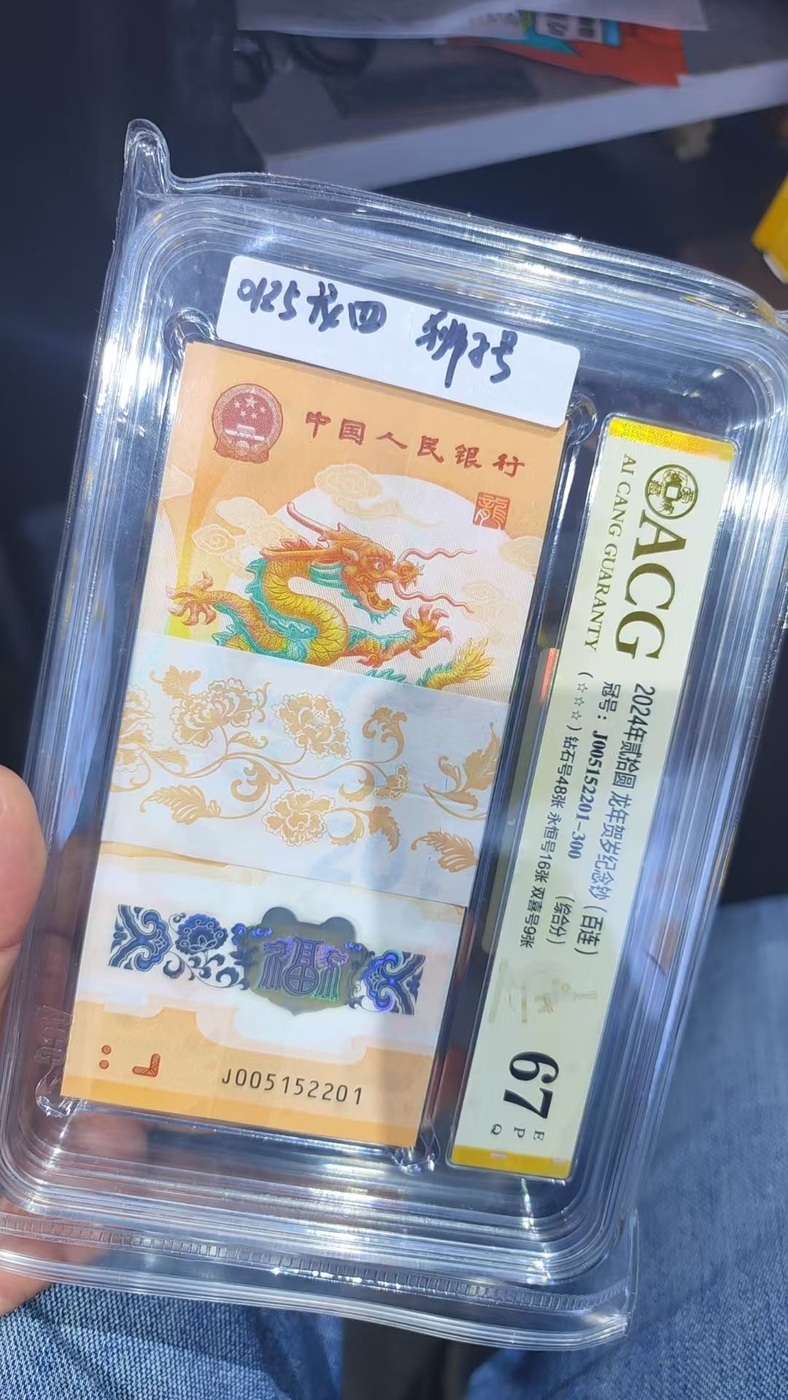 0125龙四
中国人民银行
J005152201
ACG
AI CANG GUARANTY
2024年贰拾圆 龙年贺岁纪念钞（百连）
冠号：J005152201-300 （综合分）
（☆☆☆）钻石号48张 永恒号16张 双喜号9张
67
E
P
Q